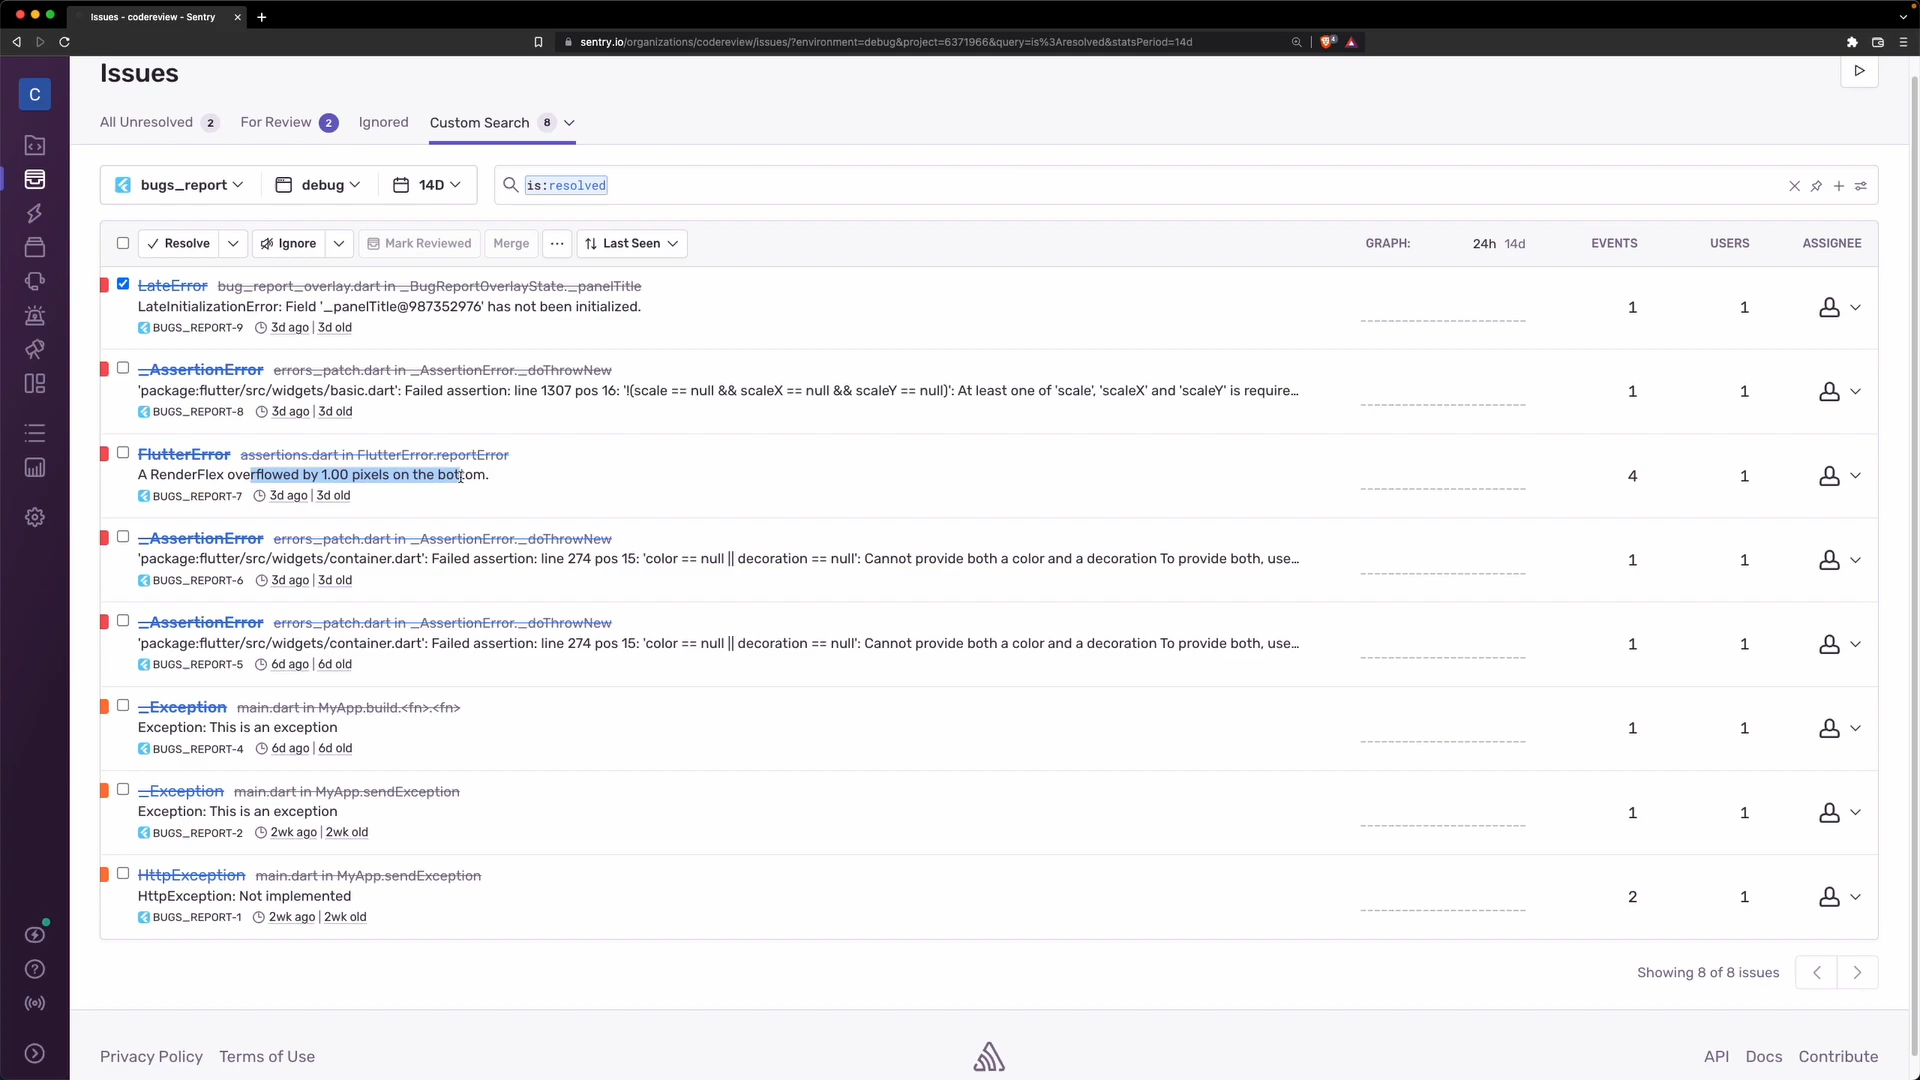 Issues - codereview - Sentry
sentry.io/organizations/codereview/issues/?environment=debug&project=6371966&query=is%3Aresolved&statsPeriod=14d
C
Issues
All Unresolved 2 For Review 2 Ignored Custom Search 8
bugs_report debug 14D is:resolved
Resolve Ignore Mark Reviewed Merge ... Last Seen GRAPH: 24h 14d EVENTS USERS ASSIGNEE
LateError bug_report_overlay.dart in _BugReportOverlayState._panelTitle
LateInitializationError: Field '_panelTitle@987352976' has not been initialized. 1 1
BUGS_REPORT-9 3d ago | 3d old
_AssertionError errors_patch.dart in _AssertionError._doThrowNew
'package:flutter/src/widgets/basic.dart': Failed assertion: line 1307 pos 16: '!(scale == null && scaleX == null && scaleY == null)': At least one of 'scale', 'scaleX' and 'scaleY' is require... 1 1
BUGS_REPORT-8 3d ago | 3d old
FlutterError assertions.dart in FlutterError.reportError
A RenderFlex overflowed by 1.00 pixels on the bottom. 4 1
BUGS_REPORT-7 3d ago | 3d old
_AssertionError errors_patch.dart in _AssertionError._doThrowNew
'package:flutter/src/widgets/container.dart': Failed assertion: line 274 pos 15: 'color == null || decoration == null': Cannot provide both a color and a decoration To provide both, use... 1 1
BUGS_REPORT-6 3d ago | 3d old
_AssertionError errors_patch.dart in _AssertionError._doThrowNew
'package:flutter/src/widgets/container.dart': Failed assertion: line 274 pos 15: 'color == null || decoration == null': Cannot provide both a color and a decoration To provide both, use... 1 1
BUGS_REPORT-5 6d ago | 6d old
_Exception main.dart in MyApp.build.<fn>.<fn>
Exception: This is an exception 1 1
BUGS_REPORT-4 6d ago | 6d old
_Exception main.dart in MyApp.sendException
Exception: This is an exception 1 1
BUGS_REPORT-2 2wk ago | 2wk old
HttpException main.dart in MyApp.sendException
HttpException: Not implemented 2 1
BUGS_REPORT-1 2wk ago | 2wk old
Showing 8 of 8 issues
Privacy Policy Terms of Use API Docs Contribute